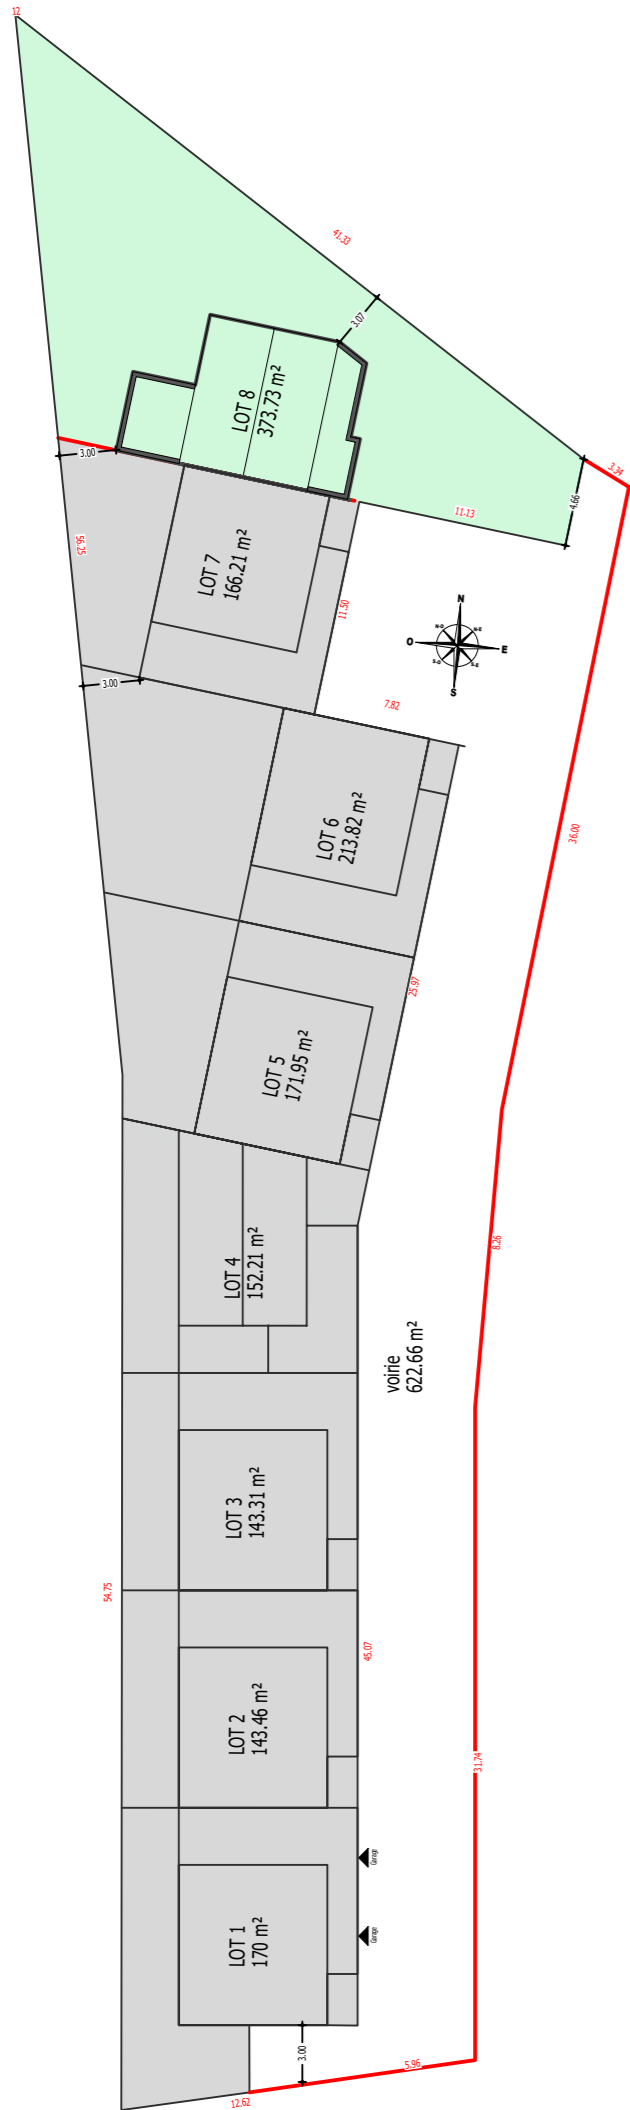 12
41.33
3.07
LOT 8
373.73 m²
3.34
3.00
4.66
11.13
56.25
LOT 7
166.21 m²
11.50
N
N-O
N-E
O
E
S-O
S-E
S
3.00
7.82
LOT 6
213.82 m²
36.00
25.97
LOT 5
171.95 m²
LOT 4
152.21 m²
8.26
voirie
622.66 m²
LOT 3
143.31 m²
54.75
45.07
LOT 2
143.46 m²
31.74
Garage
LOT 1
170 m²
Garage
3.00
5.96
12.62